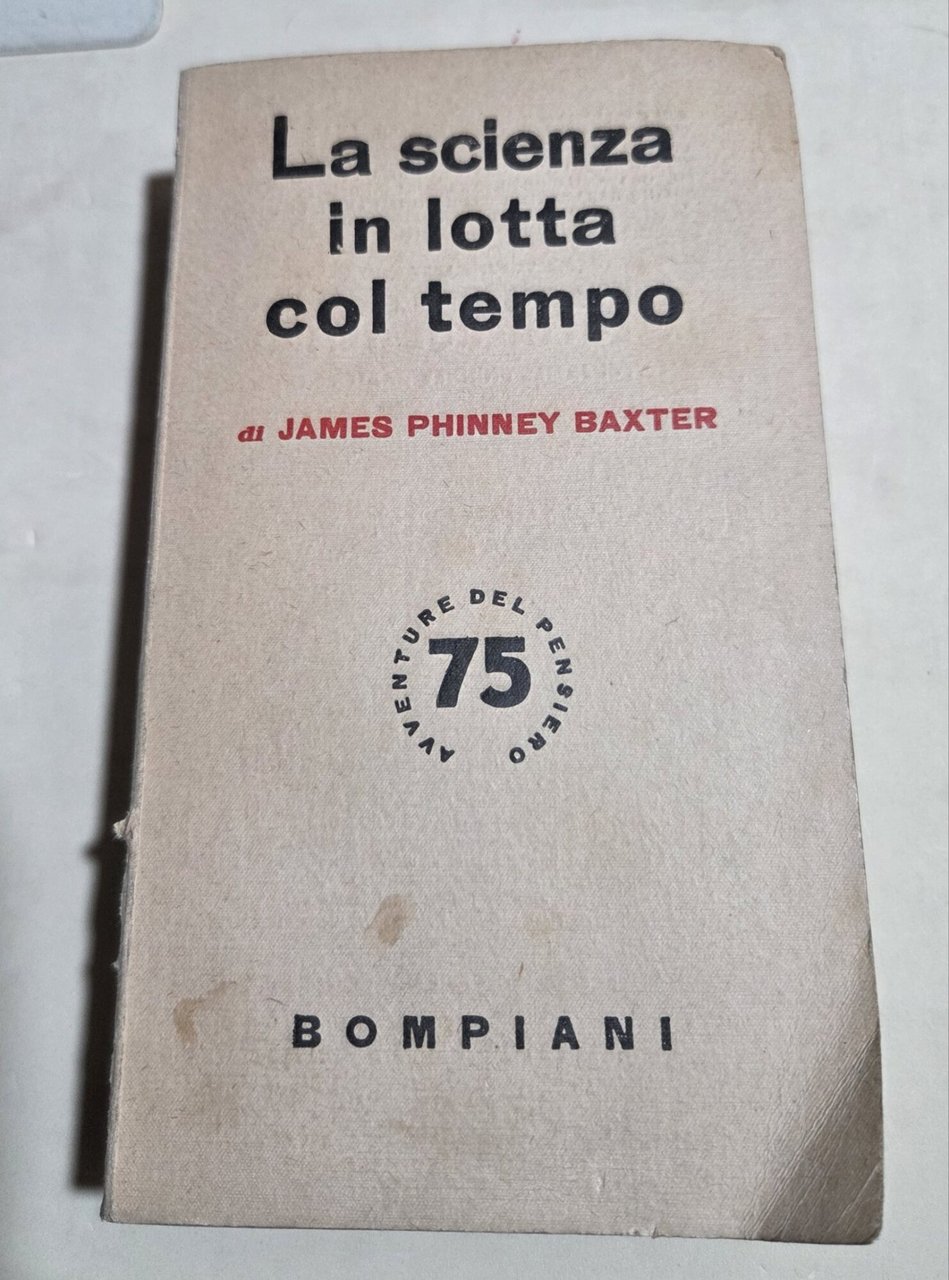 La scienza
in lotta
col tempo
di JAMES PHINNEY BAXTER
AVVENTURE DEL PENSIERO
75
BOMPIANI